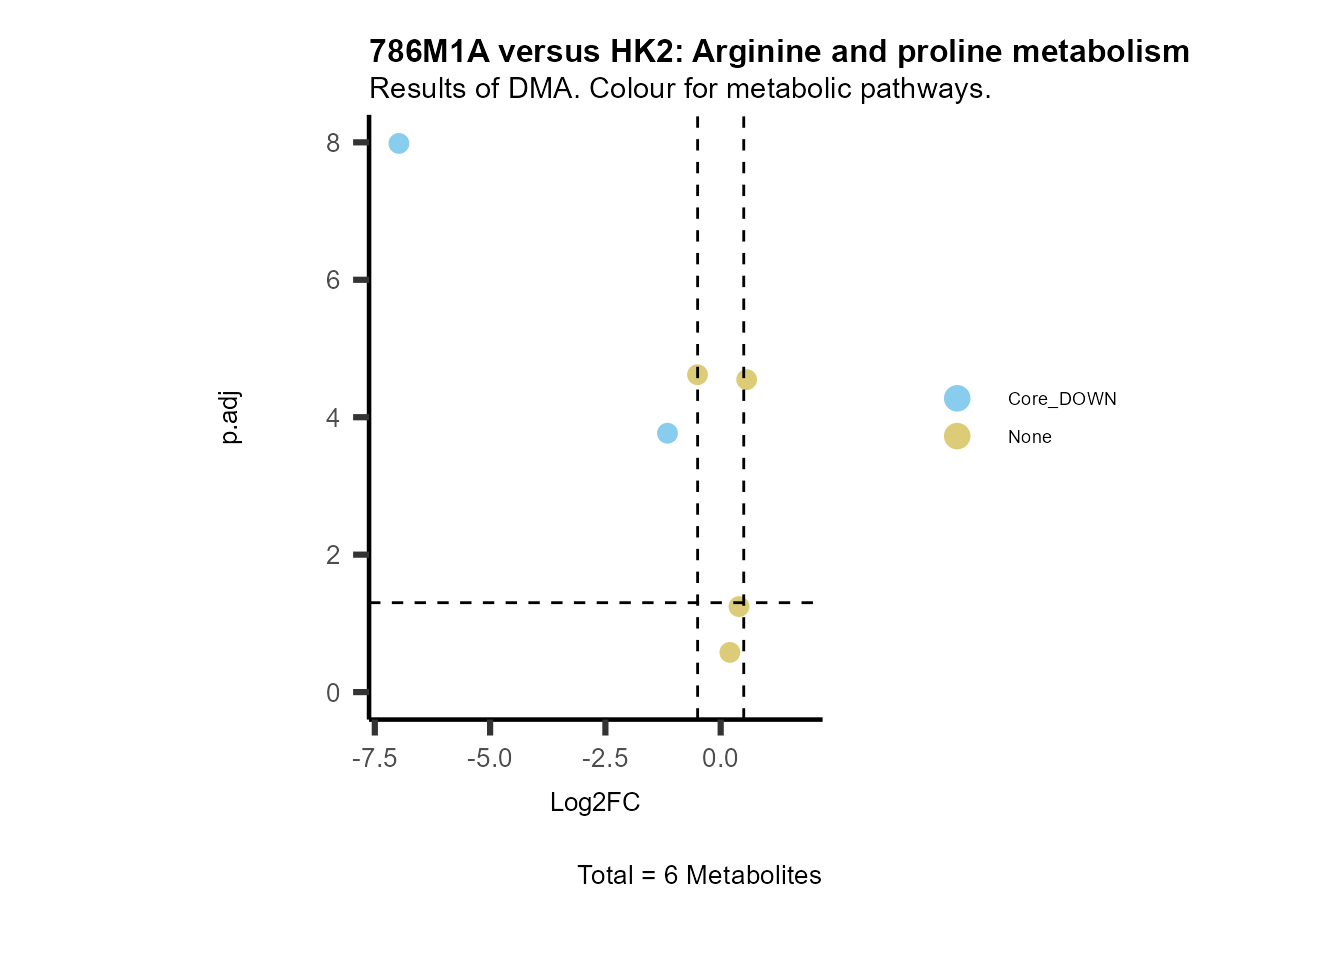 786M1A versus HK2: Arginine and proline metabolism
Results of DMA. Colour for metabolic pathways.
8
6
4
2
0
p.adj
-7.5 -5.0 -2.5 0.0
Log2FC
Core_DOWN
None
Total = 6 Metabolites